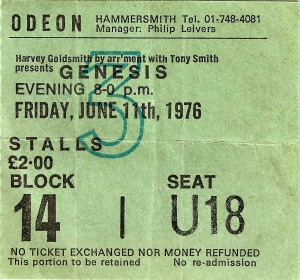 ODEON HAMMERSMITH Tel. 01-748-4081
Manager: Philip Leivers
Harvey Goldsmith by arr'ment with Tony Smith
presents GENESIS
EVENING 8-0 p.m.
FRIDAY, JUNE 11th, 1976
3
STALLS
£2·00
BLOCK SEAT
14 | U18
NO TICKET EXCHANGED NOR MONEY REFUNDED
This portion to be retained No re-admission